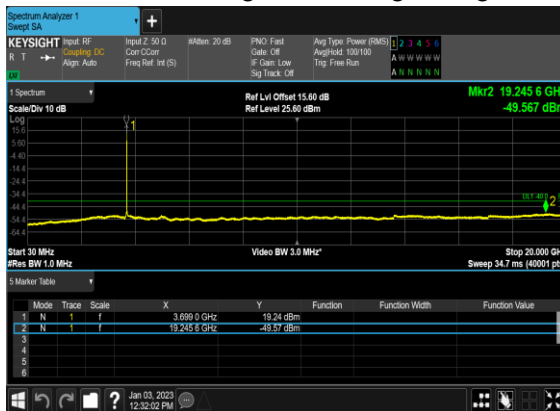 Spectrum Analyzer 1
Swept SA
+
KEYSIGHT Input: RF Input Z: 50 Ω #Atten: 20 dB PNO: Fast Avg Type: Power (RMS) 1 2 3 4 5 6
R T Coupling: DC Corr CCorr Gate: Off Avg|Hold: 100/100 A W W W W W
Align: Auto Freq Ref: Int (S) IF Gain: Low Trig: Free Run
Sig Track: Off A N N N N N
1 Spectrum Ref Lvl Offset 15.60 dB Mkr2 19.245 6 GH
Scale/Div 10 dB Ref Level 25.60 dBm -49.567 dBm
Log
15.6
5.60
-4.40
-14.4
-24.4
-34.4
-44.4
-54.4
-64.4
1
2
Start 30 MHz Video BW 3.0 MHz* Stop 20.000 GH
#Res BW 1.0 MHz Sweep 34.7 ms (40001 pt
5 Marker Table
Mode Trace Scale X Y Function Function Width Function Value
1 N 1 f 3.699 0 GHz 19.24 dBm
2 N 1 f 19.245 6 GHz -49.57 dBm
3
4
5
6
? Jan 03, 2023
12:32:02 PM